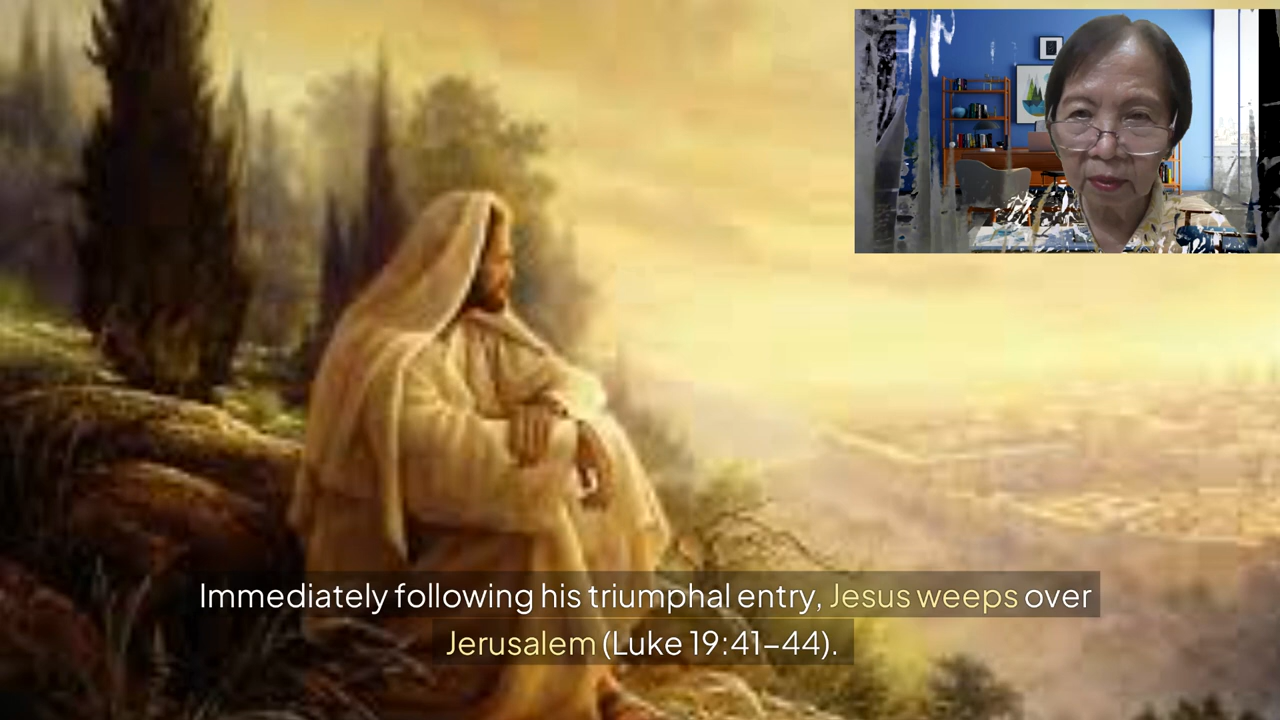 Immediately following his triumphal entry, Jesus weeps over
Jerusalem (Luke 19:41–44).